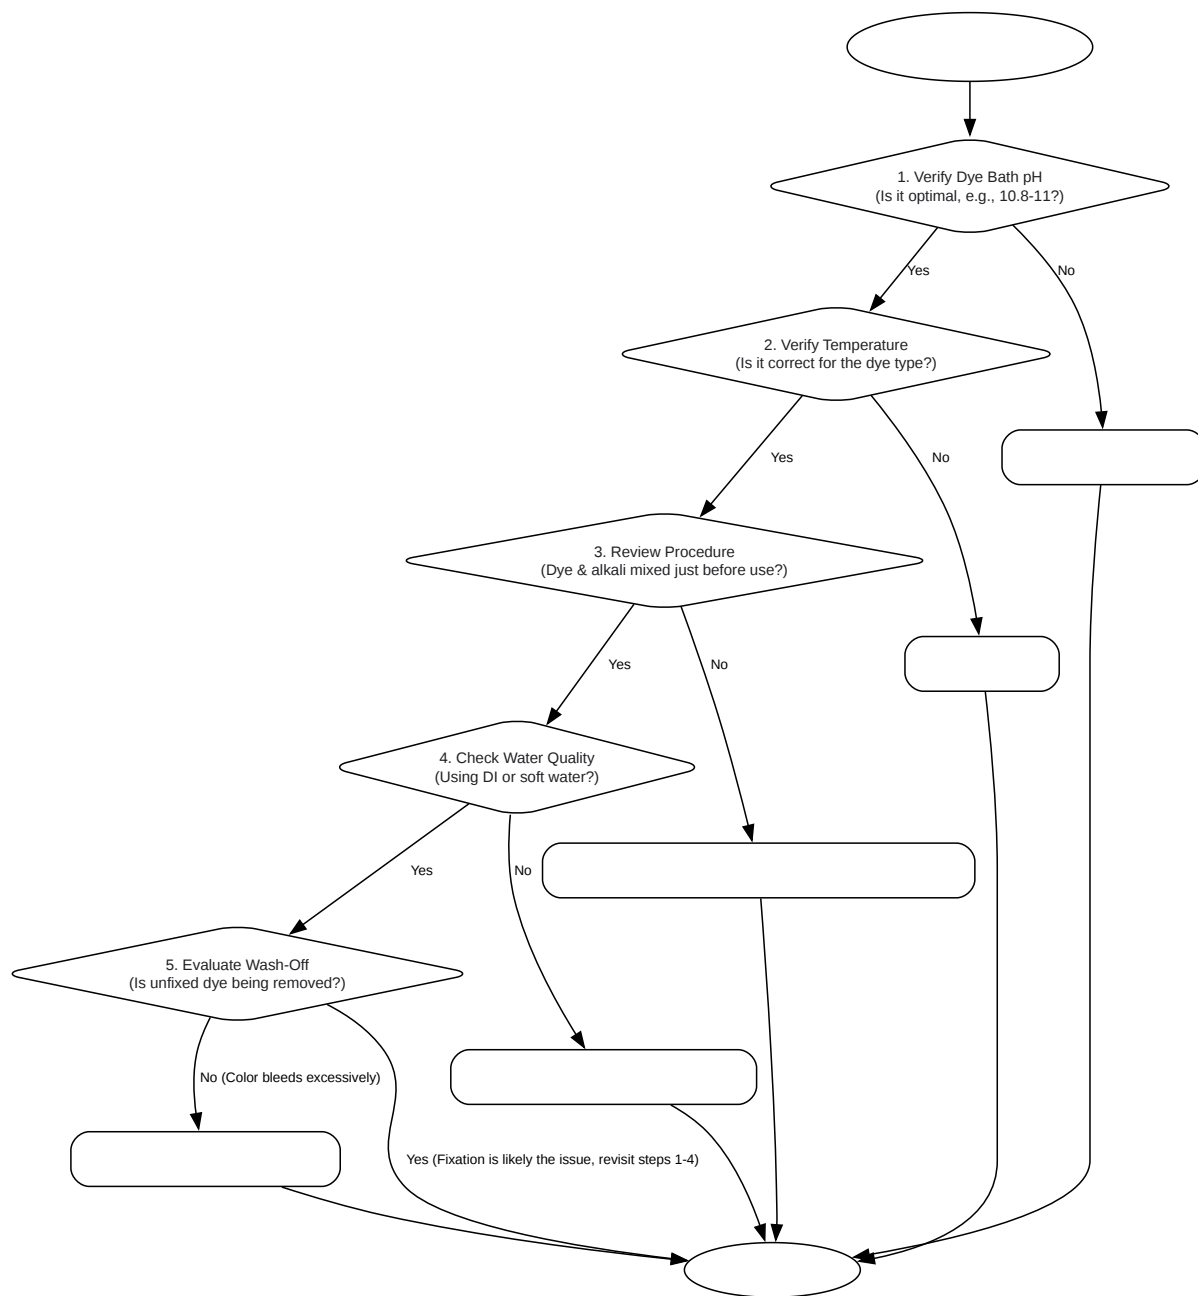 1. Verify Dye Bath pH
(Is it optimal, e.g., 10.8-11?)
Yes
No
2. Verify Temperature
(Is it correct for the dye type?)
Yes
No
3. Review Procedure
(Dye & alkali mixed just before use?)
Yes
No
4. Check Water Quality
(Using DI or soft water?)
Yes
No
5. Evaluate Wash-Off
(Is unfixed dye being removed?)
No (Color bleeds excessively)
Yes (Fixation is likely the issue, revisit steps 1-4)